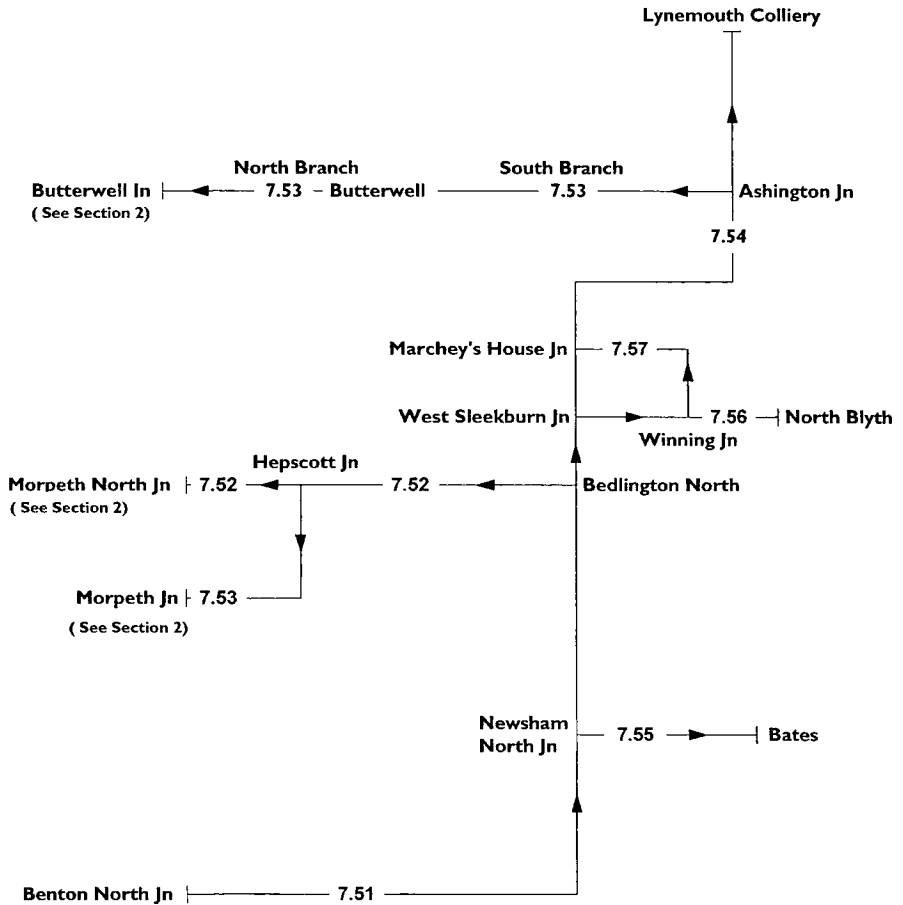 Lynemouth Colliery
North Branch
South Branch
Butterwell Jn
7.53
Butterwell
7.53
Ashington Jn
( See Section 2)
7.54
Marchey's House Jn
7.57
West Sleekburn Jn
7.56
North Blyth
Winning Jn
Hepscott Jn
Morpeth North Jn
7.52
7.52
Bedlington North
( See Section 2)
Morpeth Jn
7.53
( See Section 2)
Newsham
North Jn
7.55
Bates
Benton North Jn
7.51